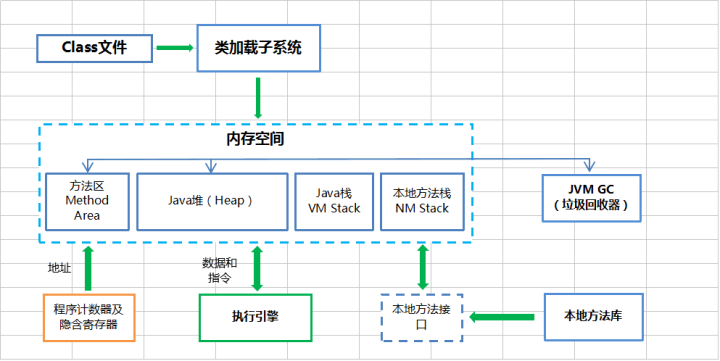 Class文件
类加载子系统
内存空间
方法区
Method
Area
Java堆（Heap）
Java栈
VM Stack
本地方法栈
NM Stack
JVM GC
（垃圾回收器）
地址
数据和
指令
程序计数器及
隐含寄存器
执行引擎
本地方法接
口
本地方法库